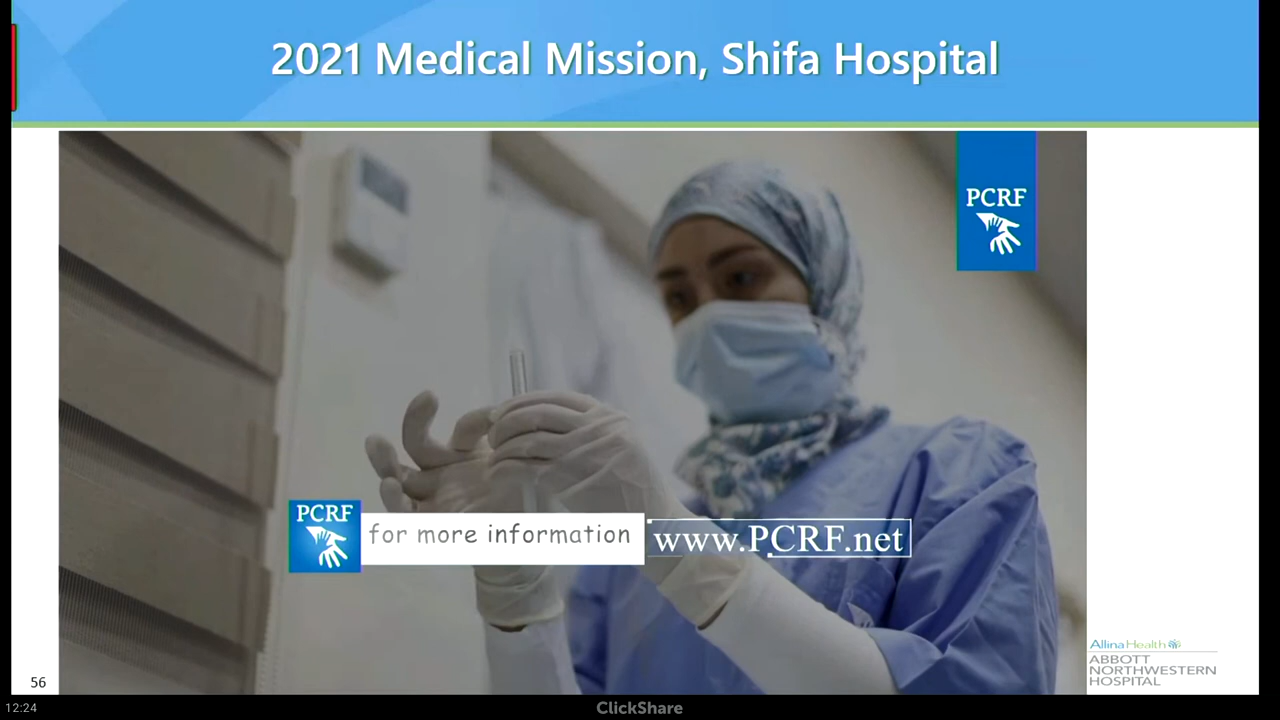 2021 Medical Mission, Shifa Hospital
PCRF
PCRF
for more information
www.PCRF.net
Allina Health
ABBOTT
NORTHWESTERN
HOSPITAL
56
12:24
ClickShare